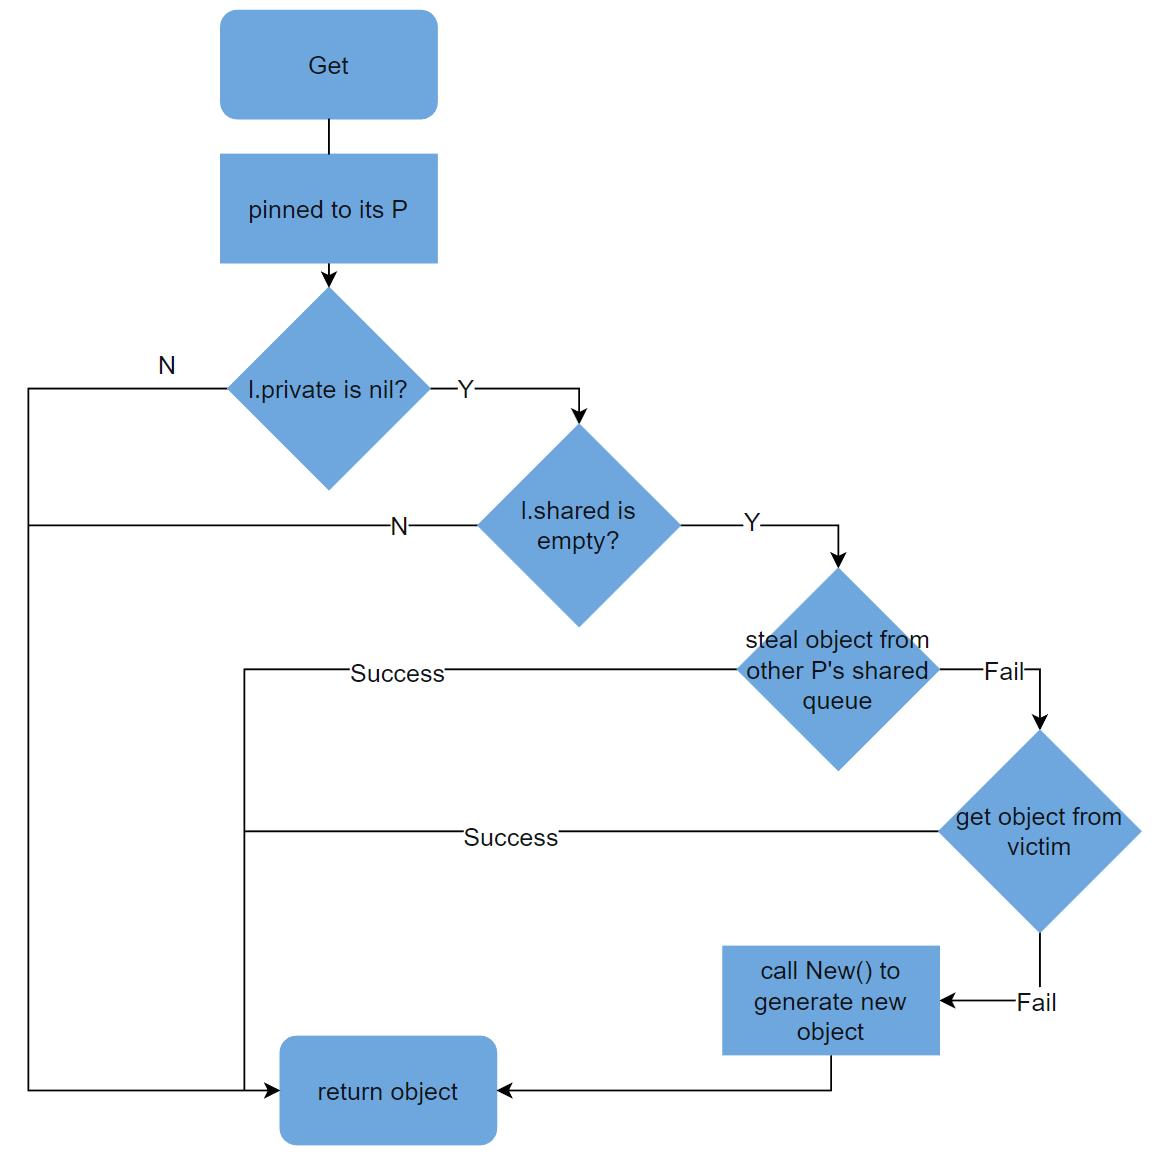 Get
pinned to its P
N
l.private is nil?
Y
l.shared is
empty?
N
Y
steal object from
other P's shared
queue
Success
Fail
get object from
victim
Success
call New() to
generate new
object
Fail
return object